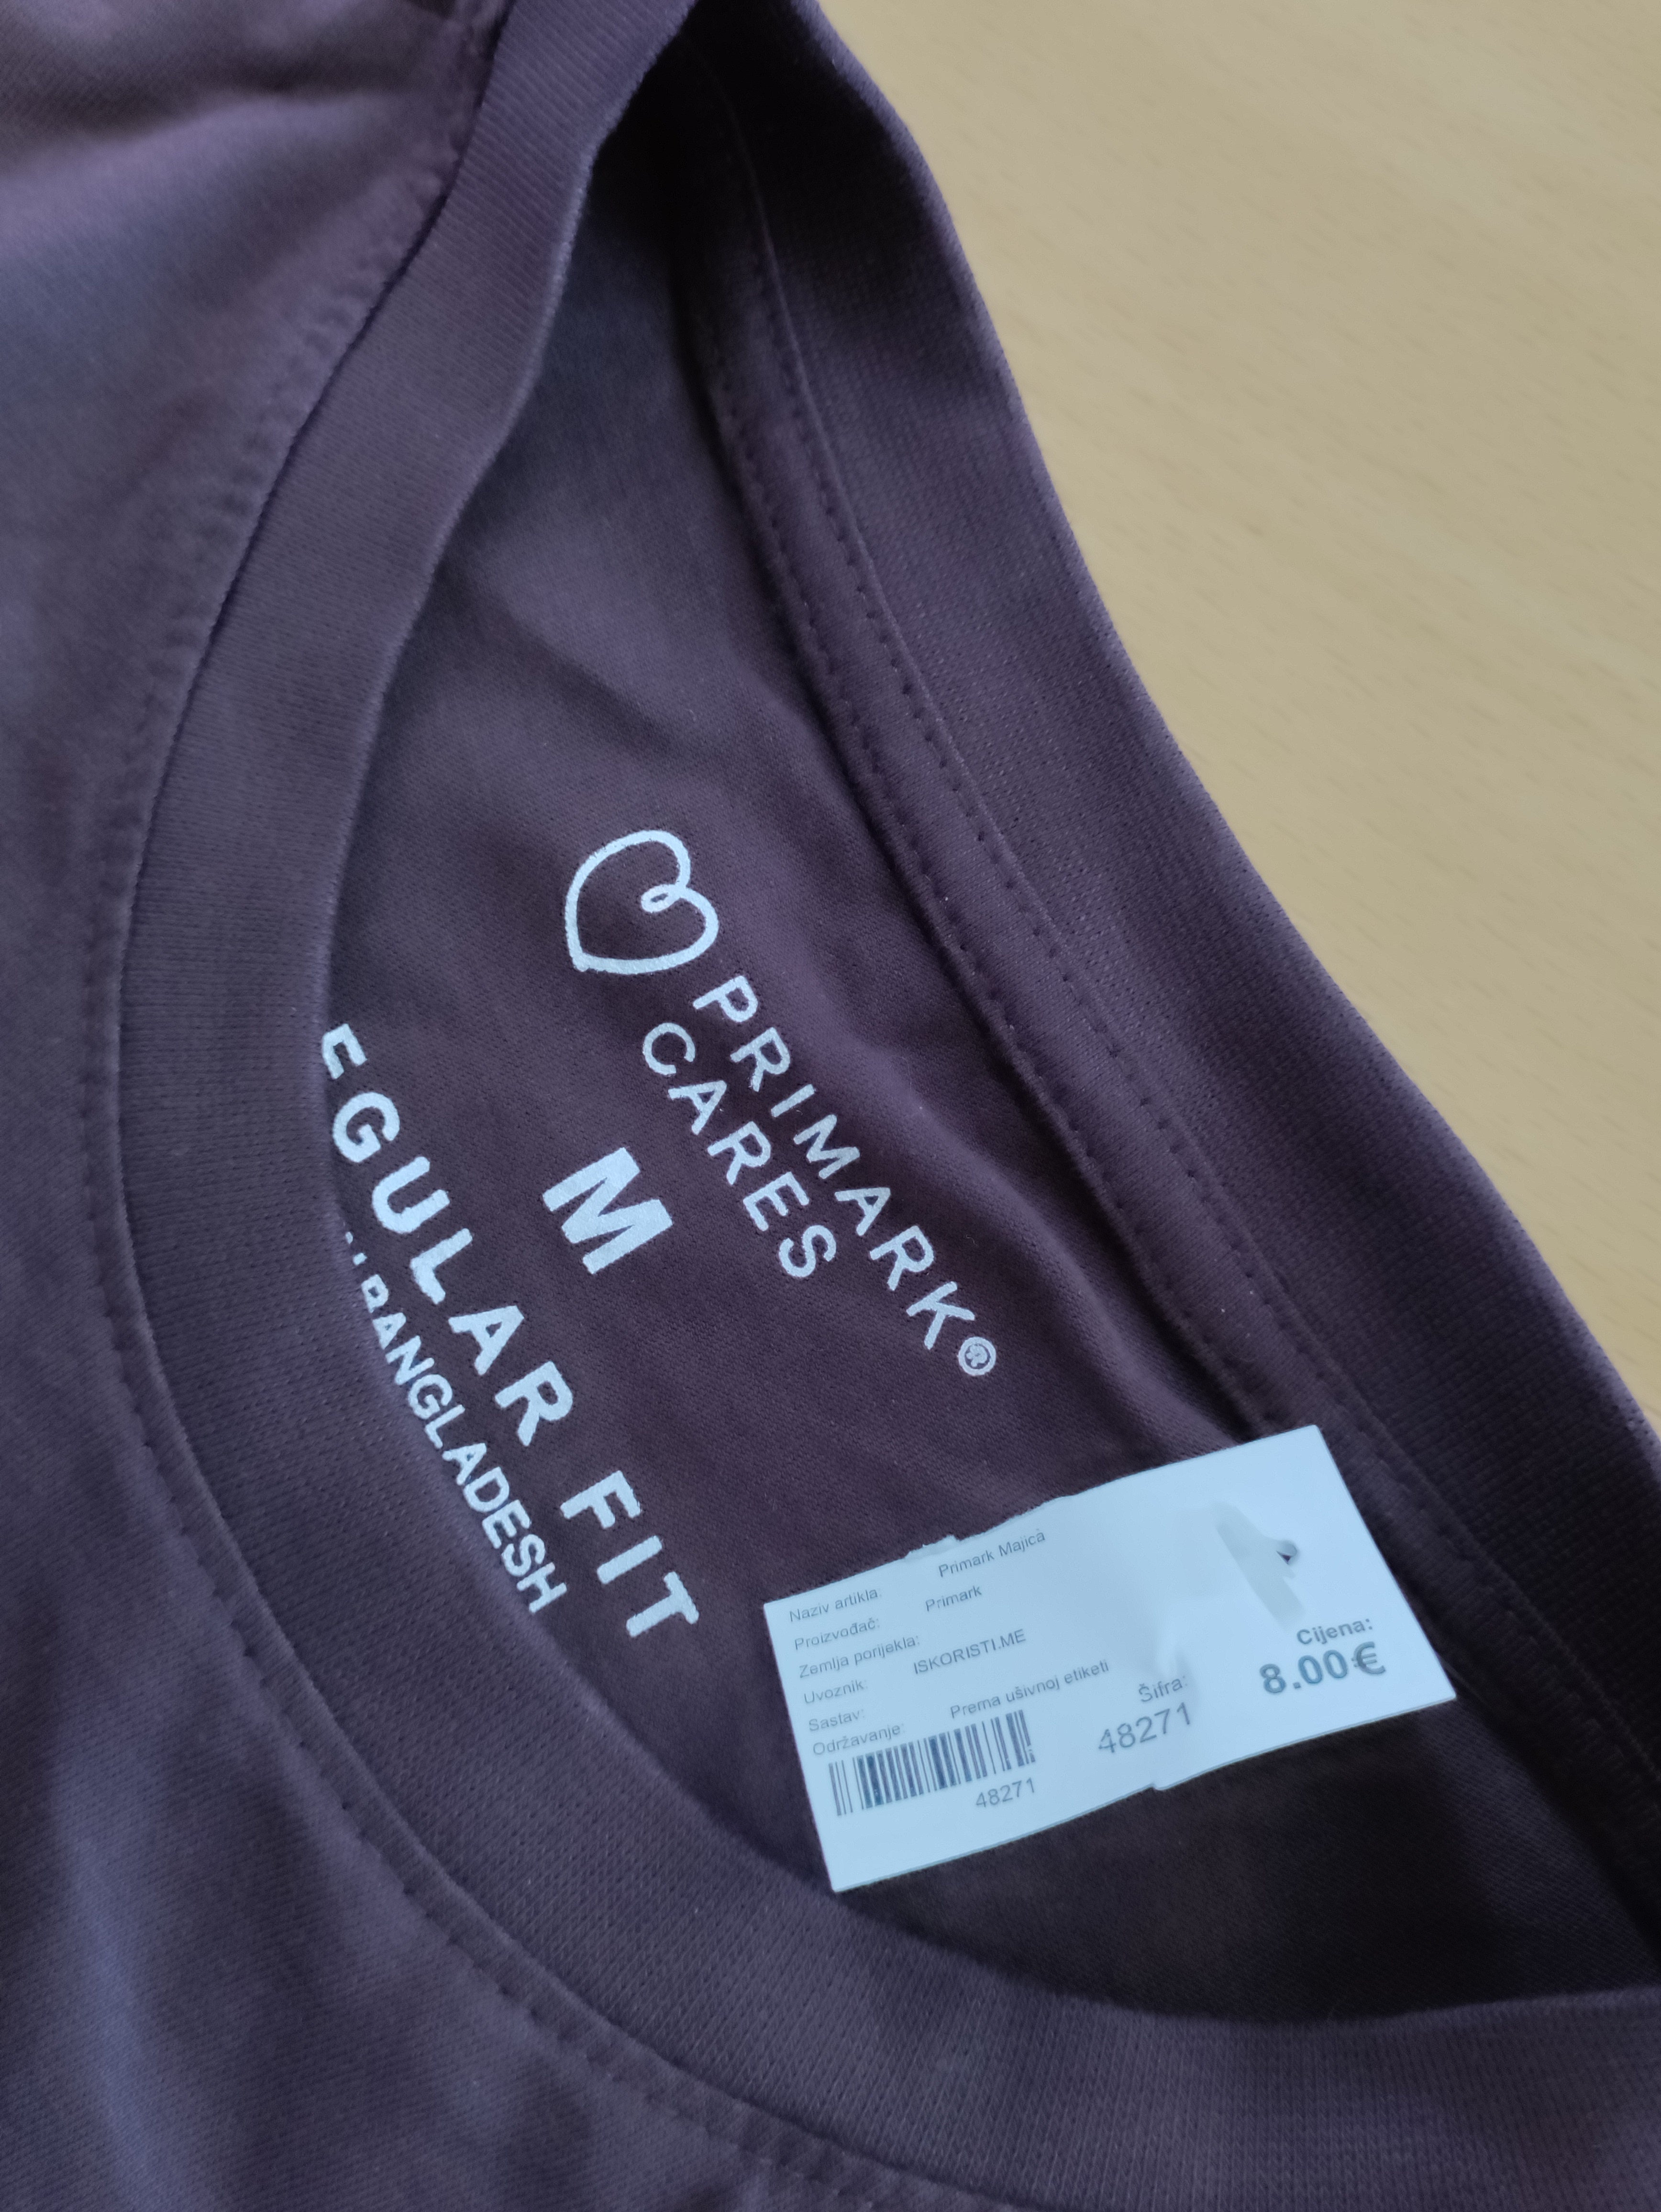 PRIMARK®
CARES
M
EGULAR FIT
BANGLADESH
Naziv artikla: Primark Majica
Proizvođač: Primark
Zemlja porijekla:
Uvoznik: ISKORISTI.ME
Sastav:
Održavanje: Prema ušivnoj etiketi
48271
Šifra:
48271
Cijena:
8.00€